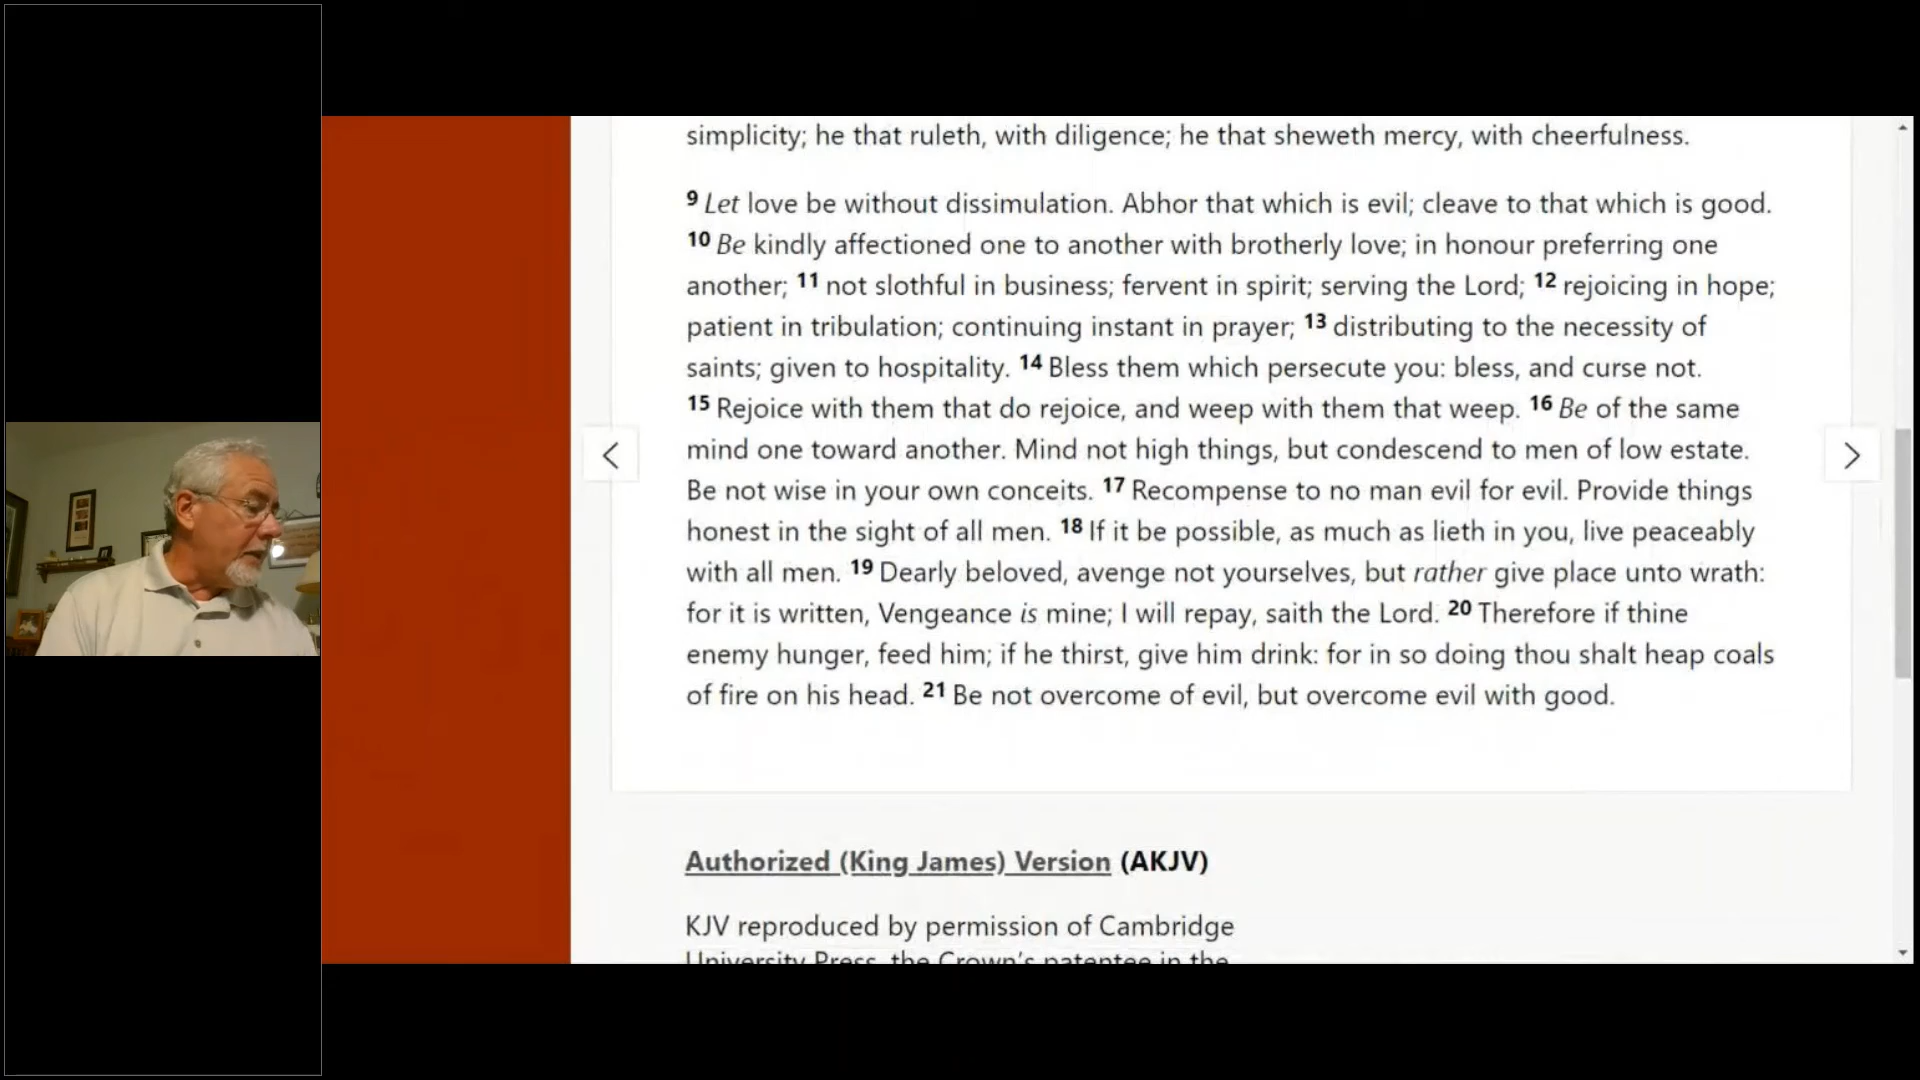 simplicity; he that ruleth, with diligence; he that sheweth mercy, with cheerfulness.
9 Let love be without dissimulation. Abhor that which is evil; cleave to that which is good.
10 Be kindly affectioned one to another with brotherly love; in honour preferring one
another; 11 not slothful in business; fervent in spirit; serving the Lord; 12 rejoicing in hope;
patient in tribulation; continuing instant in prayer; 13 distributing to the necessity of
saints; given to hospitality. 14 Bless them which persecute you: bless, and curse not.
15 Rejoice with them that do rejoice, and weep with them that weep. 16 Be of the same
mind one toward another. Mind not high things, but condescend to men of low estate.
Be not wise in your own conceits. 17 Recompense to no man evil for evil. Provide things
honest in the sight of all men. 18 If it be possible, as much as lieth in you, live peaceably
with all men. 19 Dearly beloved, avenge not yourselves, but rather give place unto wrath:
for it is written, Vengeance is mine; I will repay, saith the Lord. 20 Therefore if thine
enemy hunger, feed him; if he thirst, give him drink: for in so doing thou shalt heap coals
of fire on his head. 21 Be not overcome of evil, but overcome evil with good.
Authorized (King James) Version (AKJV)
KJV reproduced by permission of Cambridge
University Press, the Crown's patentee in the